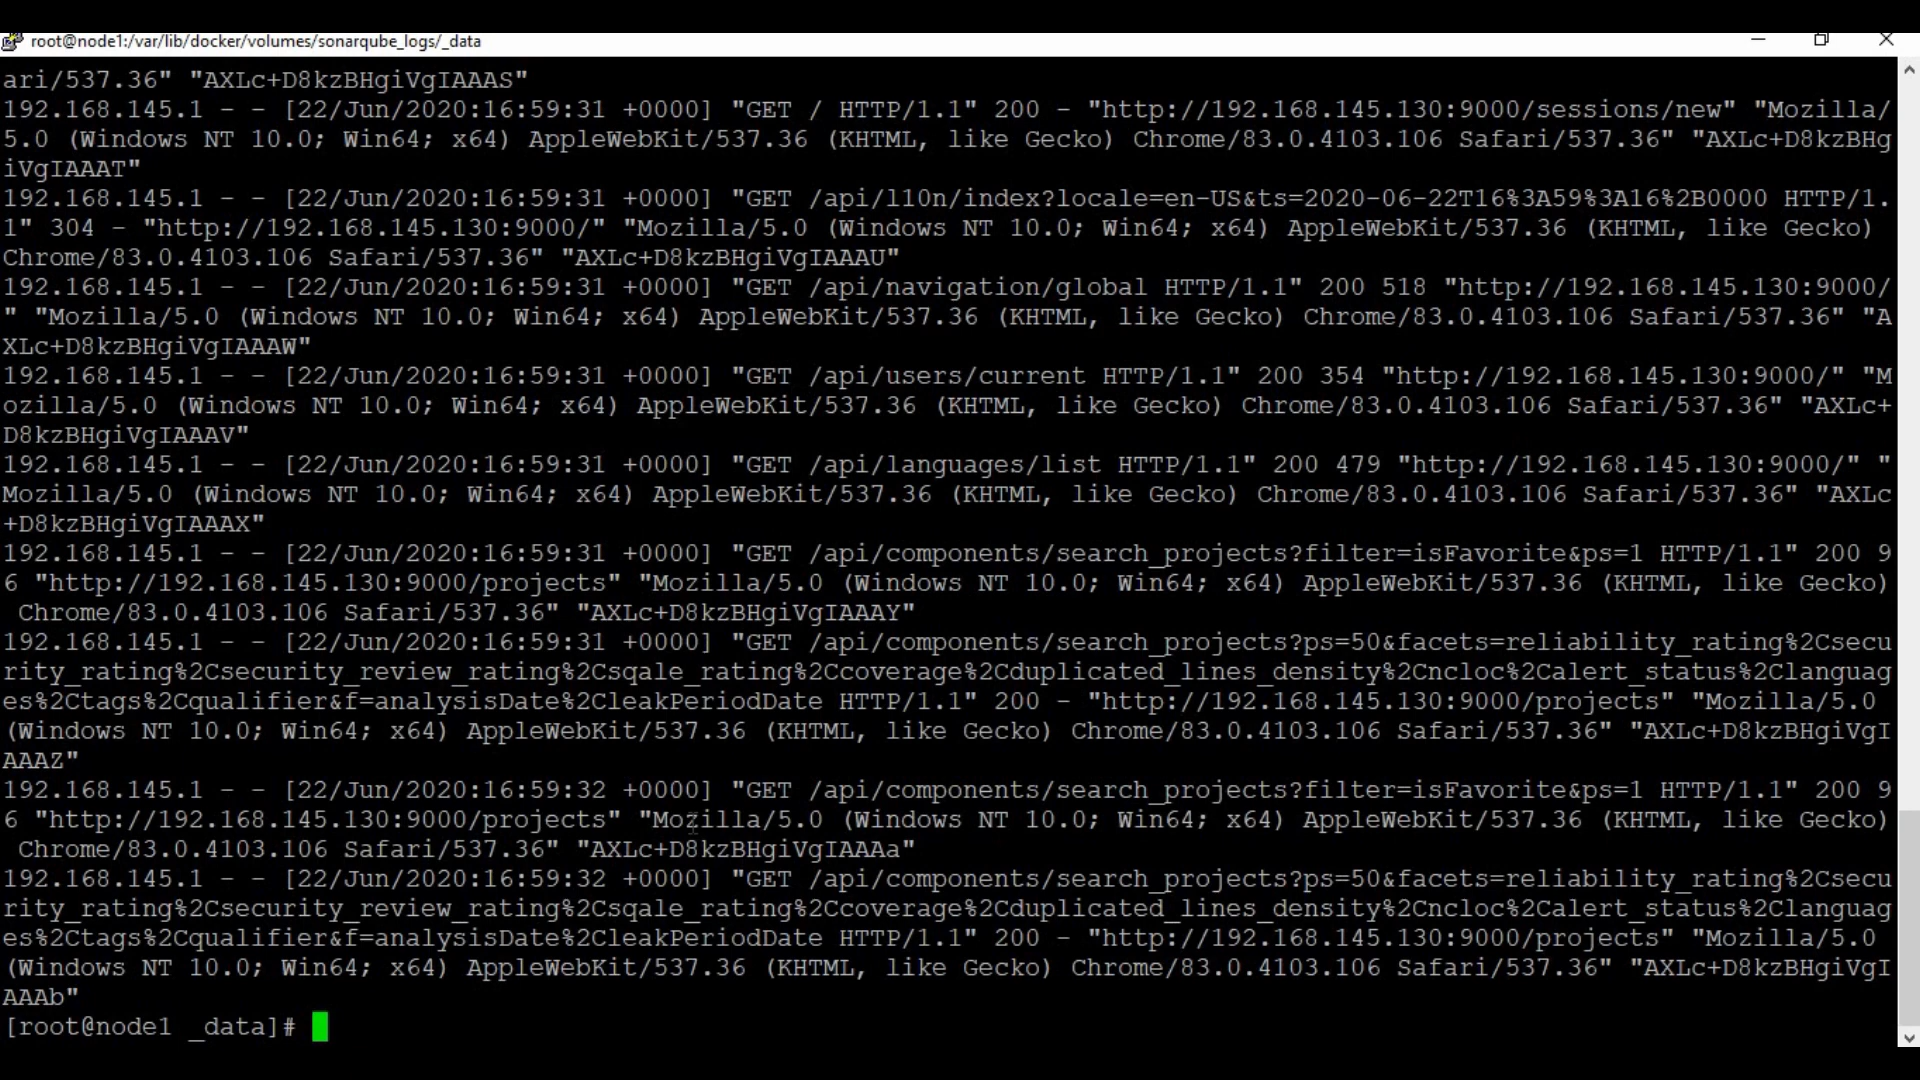 root@node1:/var/lib/docker/volumes/sonarqube_logs/_data
ari/537.36" "AXLc+D8kzBHgiVgIAAAS"
192.168.145.1 - - [22/Jun/2020:16:59:31 +0000] "GET / HTTP/1.1" 200 - "http://192.168.145.130:9000/sessions/new" "Mozilla/
5.0 (Windows NT 10.0; Win64; x64) AppleWebKit/537.36 (KHTML, like Gecko) Chrome/83.0.4103.106 Safari/537.36" "AXLc+D8kzBHg
iVgIAAAT"
192.168.145.1 - - [22/Jun/2020:16:59:31 +0000] "GET /api/l10n/index?locale=en-US&ts=2020-06-22T16%3A59%3A16%2B0000 HTTP/1.
1" 304 - "http://192.168.145.130:9000/" "Mozilla/5.0 (Windows NT 10.0; Win64; x64) AppleWebKit/537.36 (KHTML, like Gecko)
Chrome/83.0.4103.106 Safari/537.36" "AXLc+D8kzBHgiVgIAAAU"
192.168.145.1 - - [22/Jun/2020:16:59:31 +0000] "GET /api/navigation/global HTTP/1.1" 200 518 "http://192.168.145.130:9000/
" "Mozilla/5.0 (Windows NT 10.0; Win64; x64) AppleWebKit/537.36 (KHTML, like Gecko) Chrome/83.0.4103.106 Safari/537.36" "A
XLc+D8kzBHgiVgIAAAW"
192.168.145.1 - - [22/Jun/2020:16:59:31 +0000] "GET /api/users/current HTTP/1.1" 200 354 "http://192.168.145.130:9000/" "M
ozilla/5.0 (Windows NT 10.0; Win64; x64) AppleWebKit/537.36 (KHTML, like Gecko) Chrome/83.0.4103.106 Safari/537.36" "AXLc+
D8kzBHgiVgIAAAV"
192.168.145.1 - - [22/Jun/2020:16:59:31 +0000] "GET /api/languages/list HTTP/1.1" 200 479 "http://192.168.145.130:9000/" "
Mozilla/5.0 (Windows NT 10.0; Win64; x64) AppleWebKit/537.36 (KHTML, like Gecko) Chrome/83.0.4103.106 Safari/537.36" "AXLc
+D8kzBHgiVgIAAAX"
192.168.145.1 - - [22/Jun/2020:16:59:31 +0000] "GET /api/components/search_projects?filter=isFavorite&ps=1 HTTP/1.1" 200 9
6 "http://192.168.145.130:9000/projects" "Mozilla/5.0 (Windows NT 10.0; Win64; x64) AppleWebKit/537.36 (KHTML, like Gecko)
Chrome/83.0.4103.106 Safari/537.36" "AXLc+D8kzBHgiVgIAAAY"
192.168.145.1 - - [22/Jun/2020:16:59:31 +0000] "GET /api/components/search_projects?ps=50&facets=reliability_rating%2Csecu
rity_rating%2Csecurity_review_rating%2Csqale_rating%2Ccoverage%2Cduplicated_lines_density%2Cncloc%2Calert_status%2Clanguag
es%2Ctags%2Cqualifier&f=analysisDate%2CleakPeriodDate HTTP/1.1" 200 - "http://192.168.145.130:9000/projects" "Mozilla/5.0
(Windows NT 10.0; Win64; x64) AppleWebKit/537.36 (KHTML, like Gecko) Chrome/83.0.4103.106 Safari/537.36" "AXLc+D8kzBHgiVgI
AAAZ"
192.168.145.1 - - [22/Jun/2020:16:59:32 +0000] "GET /api/components/search_projects?filter=isFavorite&ps=1 HTTP/1.1" 200 9
6 "http://192.168.145.130:9000/projects" "Mozilla/5.0 (Windows NT 10.0; Win64; x64) AppleWebKit/537.36 (KHTML, like Gecko)
Chrome/83.0.4103.106 Safari/537.36" "AXLc+D8kzBHgiVgIAAAa"
192.168.145.1 - - [22/Jun/2020:16:59:32 +0000] "GET /api/components/search_projects?ps=50&facets=reliability_rating%2Csecu
rity_rating%2Csecurity_review_rating%2Csqale_rating%2Ccoverage%2Cduplicated_lines_density%2Cncloc%2Calert_status%2Clanguag
es%2Ctags%2Cqualifier&f=analysisDate%2CleakPeriodDate HTTP/1.1" 200 - "http://192.168.145.130:9000/projects" "Mozilla/5.0
(Windows NT 10.0; Win64; x64) AppleWebKit/537.36 (KHTML, like Gecko) Chrome/83.0.4103.106 Safari/537.36" "AXLc+D8kzBHgiVgI
AAAb"
[root@node1 _data]#